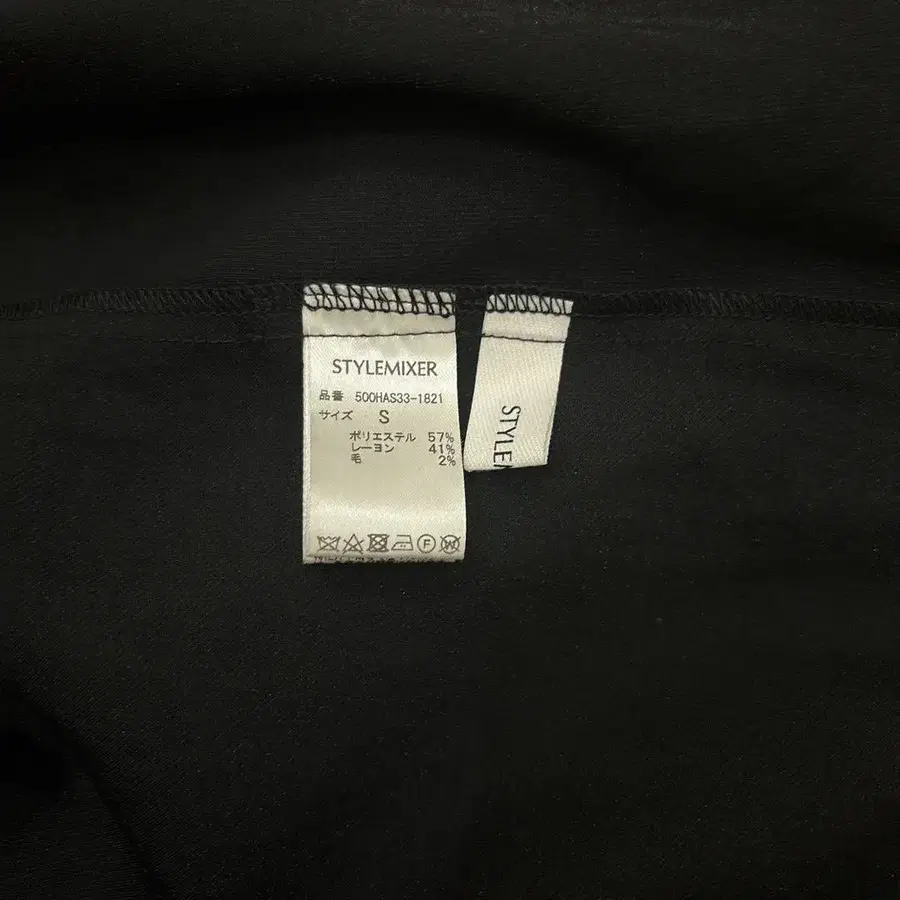 STYLEMIXER
品番 500HAS33-1821
サイズ S
ポリエステル 57%
レーヨン 41%
毛 2%
F
W
STYLE